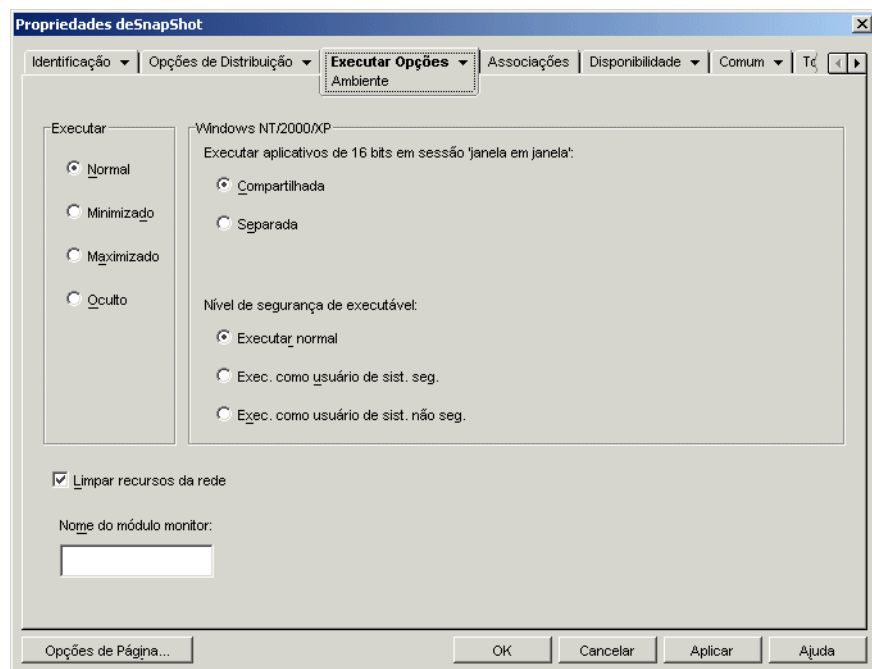 Propriedades deSnapShot
Identificação
Opções de Distribuição
Executar Opções
Associações
Disponibilidade
Comum
Ambiente
Executar
Normal
Minimizado
Maximizado
Oculto
Windows NT/2000/XP
Executar aplicativos de 16 bits em sessão 'janela em janela':
Compartilhada
Separada
Nível de segurança de executável:
Executar normal
Exec. como usuário de sist. seg.
Exec. como usuário de sist. não seg.
Limpar recursos da rede
Nome do módulo monitor:
Opções de Página...
OK
Cancelar
Aplicar
Ajuda